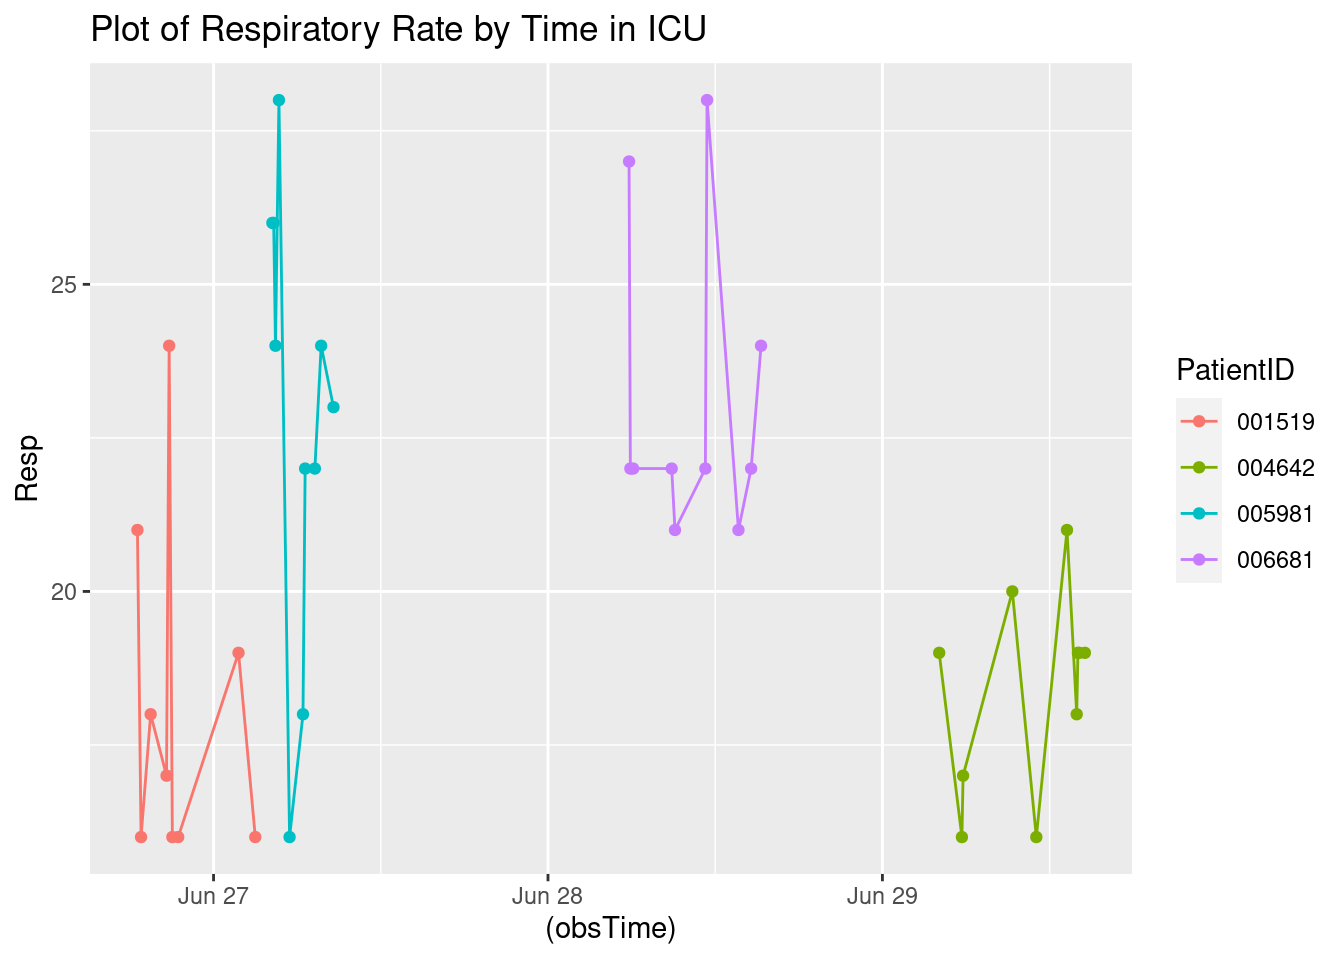 Plot of Respiratory Rate by Time in ICU
25
20
Resp
Jun 27
Jun 28
Jun 29
(obsTime)
PatientID
001519
004642
005981
006681